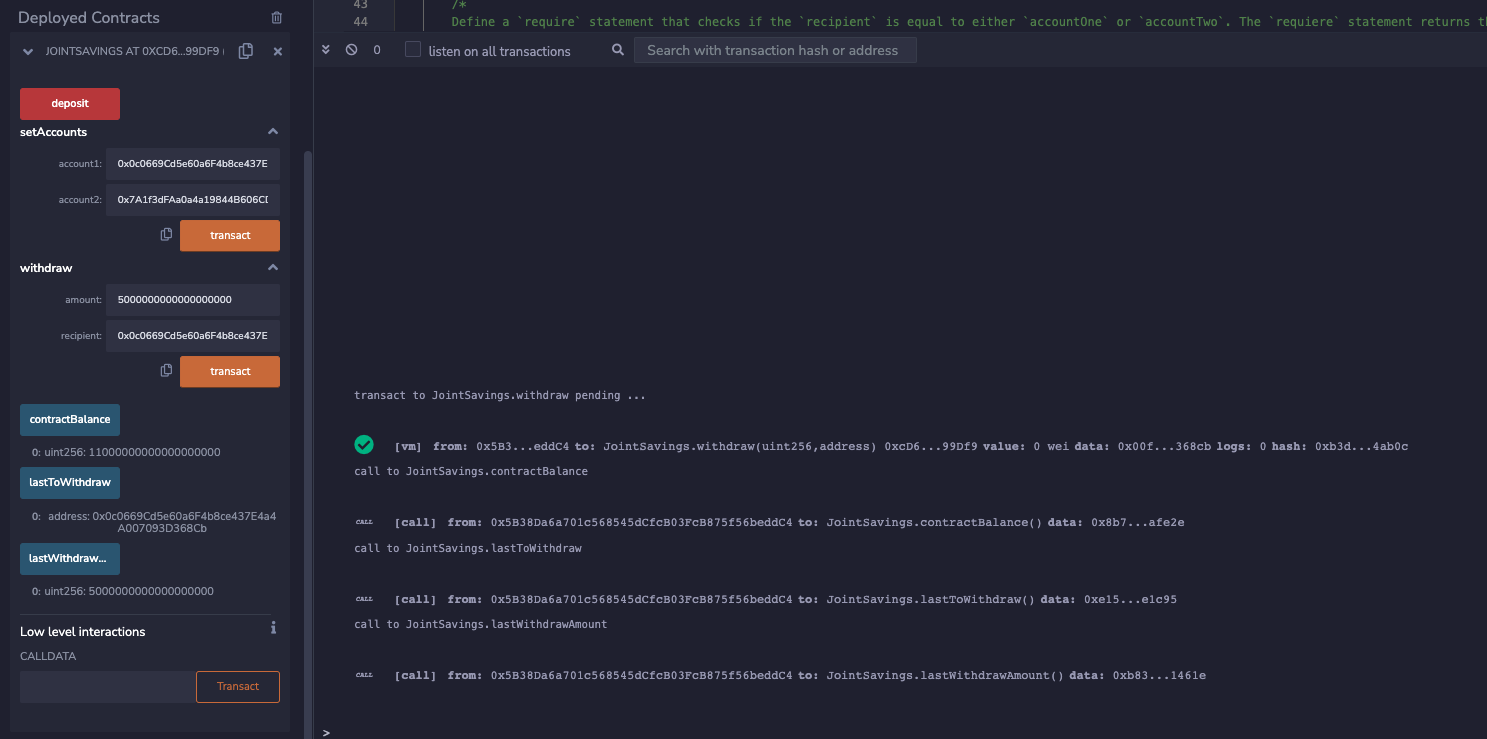 Deployed Contracts
JOINTSAVINGS AT 0XCD6...99DF9 (
deposit
setAccounts
account1: 0x0c0669Cd5e60a6F4b8ce437E
account2: 0x7A1f3dFAa0a4a19844B606CD
transact
withdraw
amount: 5000000000000000000
recipient: 0x0c0669Cd5e60a6F4b8ce437E
transact
contractBalance
0: uint256: 11000000000000000000
lastToWithdraw
0: address: 0x0c0669Cd5e60a6F4b8ce437E4a4
A007093D368Cb
lastWithdraw...
0: uint256: 5000000000000000000
Low level interactions
i
CALLDATA
Transact
43 /*
44 Define a `require` statement that checks if the `recipient` is equal to either `accountOne` or `accountTwo`. The `requiere` statement returns th
0 listen on all transactions Search with transaction hash or address
transact to JointSavings.withdraw pending ...
[vm] from: 0x5B3...eddC4 to: JointSavings.withdraw(uint256,address) 0xcD6...99Df9 value: 0 wei data: 0x00f...368cb logs: 0 hash: 0xb3d...4ab0c
call to JointSavings.contractBalance
CALL [call] from: 0x5B38Da6a701c568545dCfcB03FcB875f56beddC4 to: JointSavings.contractBalance() data: 0x8b7...afe2e
call to JointSavings.lastToWithdraw
CALL [call] from: 0x5B38Da6a701c568545dCfcB03FcB875f56beddC4 to: JointSavings.lastToWithdraw() data: 0xe15...e1c95
call to JointSavings.lastWithdrawAmount
CALL [call] from: 0x5B38Da6a701c568545dCfcB03FcB875f56beddC4 to: JointSavings.lastWithdrawAmount() data: 0xb83...1461e
>